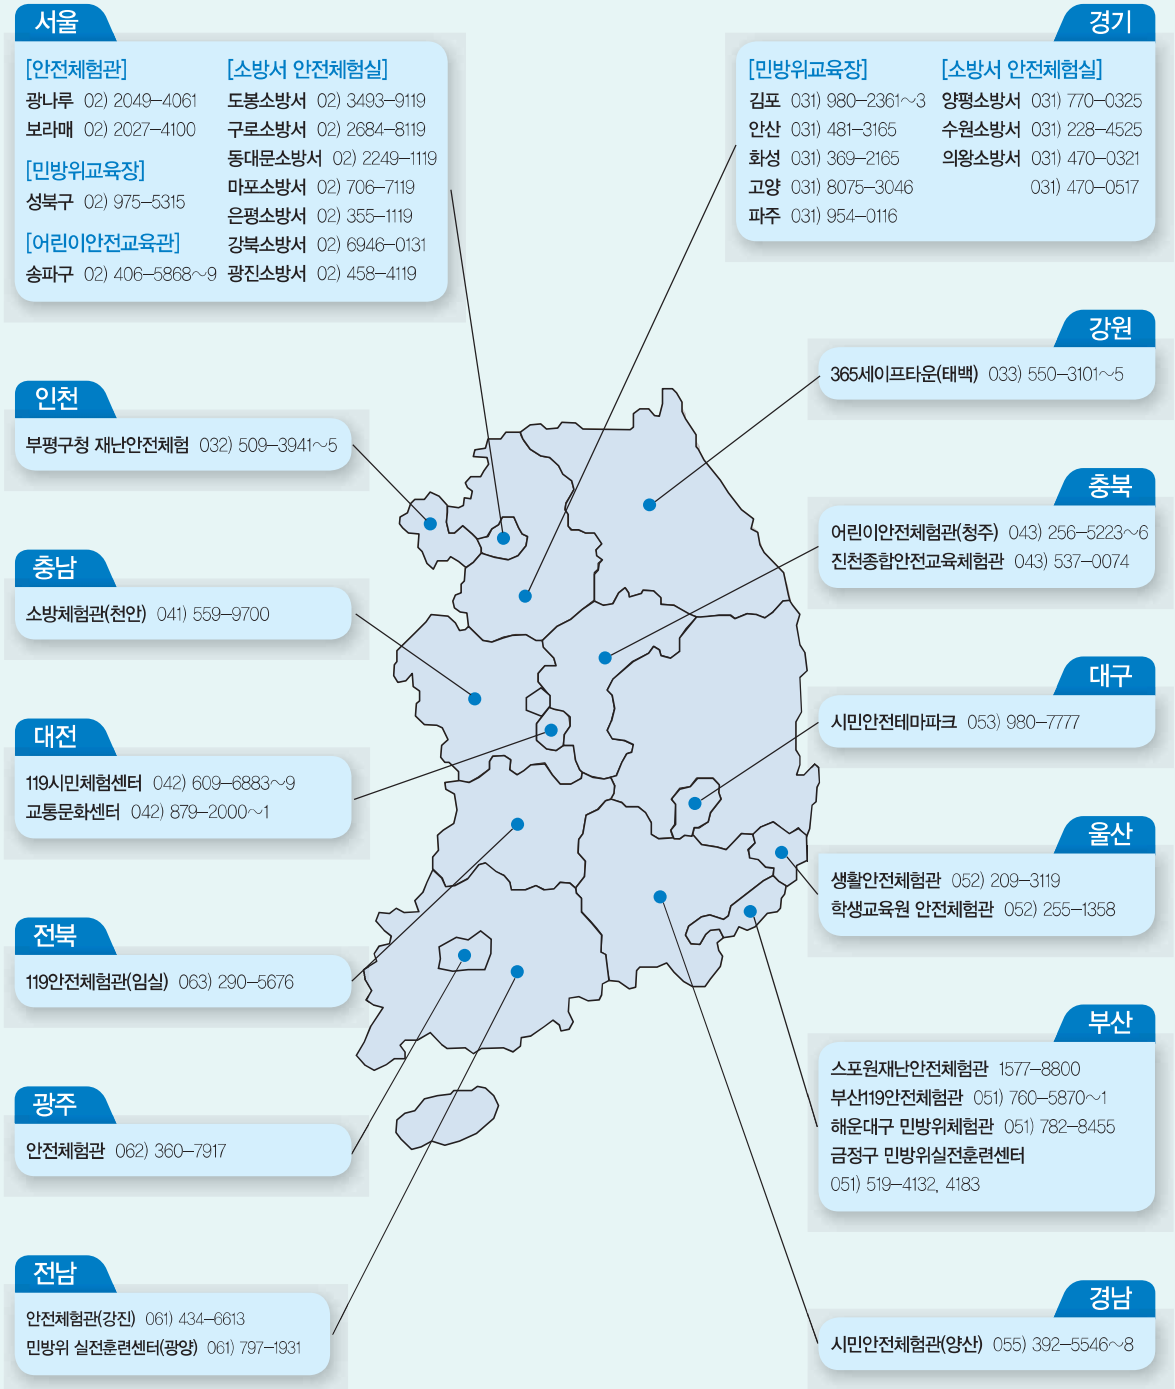 서울
[안전체험관]
광나루 02) 2049-4061
보라매 02) 2027-4100
[민방위교육장]
성북구 02) 975-5315
[어린이안전교육관]
송파구 02) 406-5868~9
[소방서 안전체험실]
도봉소방서 02) 3493-9119
구로소방서 02) 2684-8119
동대문소방서 02) 2249-1119
마포소방서 02) 706-7119
은평소방서 02) 355-1119
강북소방서 02) 6946-0131
광진소방서 02) 458-4119
경기
[민방위교육장]
김포 031) 980-2361~3
안산 031) 481-3165
화성 031) 369-2165
고양 031) 8075-3046
파주 031) 954-0116
[소방서 안전체험실]
양평소방서 031) 770-0325
수원소방서 031) 228-4525
의왕소방서 031) 470-0321
031) 470-0517
강원
365세이프타운(태백) 033) 550-3101~5
인천
부평구청 재난안전체험 032) 509-3941~5
충북
어린이안전체험관(청주) 043) 256-5223~6
진천종합안전교육체험관 043) 537-0074
충남
소방체험관(천안) 041) 559-9700
대구
시민안전테마파크 053) 980-7777
대전
119시민체험센터 042) 609-6883~9
교통문화센터 042) 879-2000~1
울산
생활안전체험관 052) 209-3119
학생교육원 안전체험관 052) 255-1358
전북
119안전체험관(임실) 063) 290-5676
부산
스포원재난안전체험관 1577-8800
부산119안전체험관 051) 760-5870~1
해운대구 민방위체험관 051) 782-8455
금정구 민방위실전훈련센터
051) 519-4132, 4183
광주
안전체험관 062) 360-7917
전남
안전체험관(강진) 061) 434-6613
민방위 실전훈련센터(광양) 061) 797-1931
경남
시민안전체험관(양산) 055) 392-5546~8